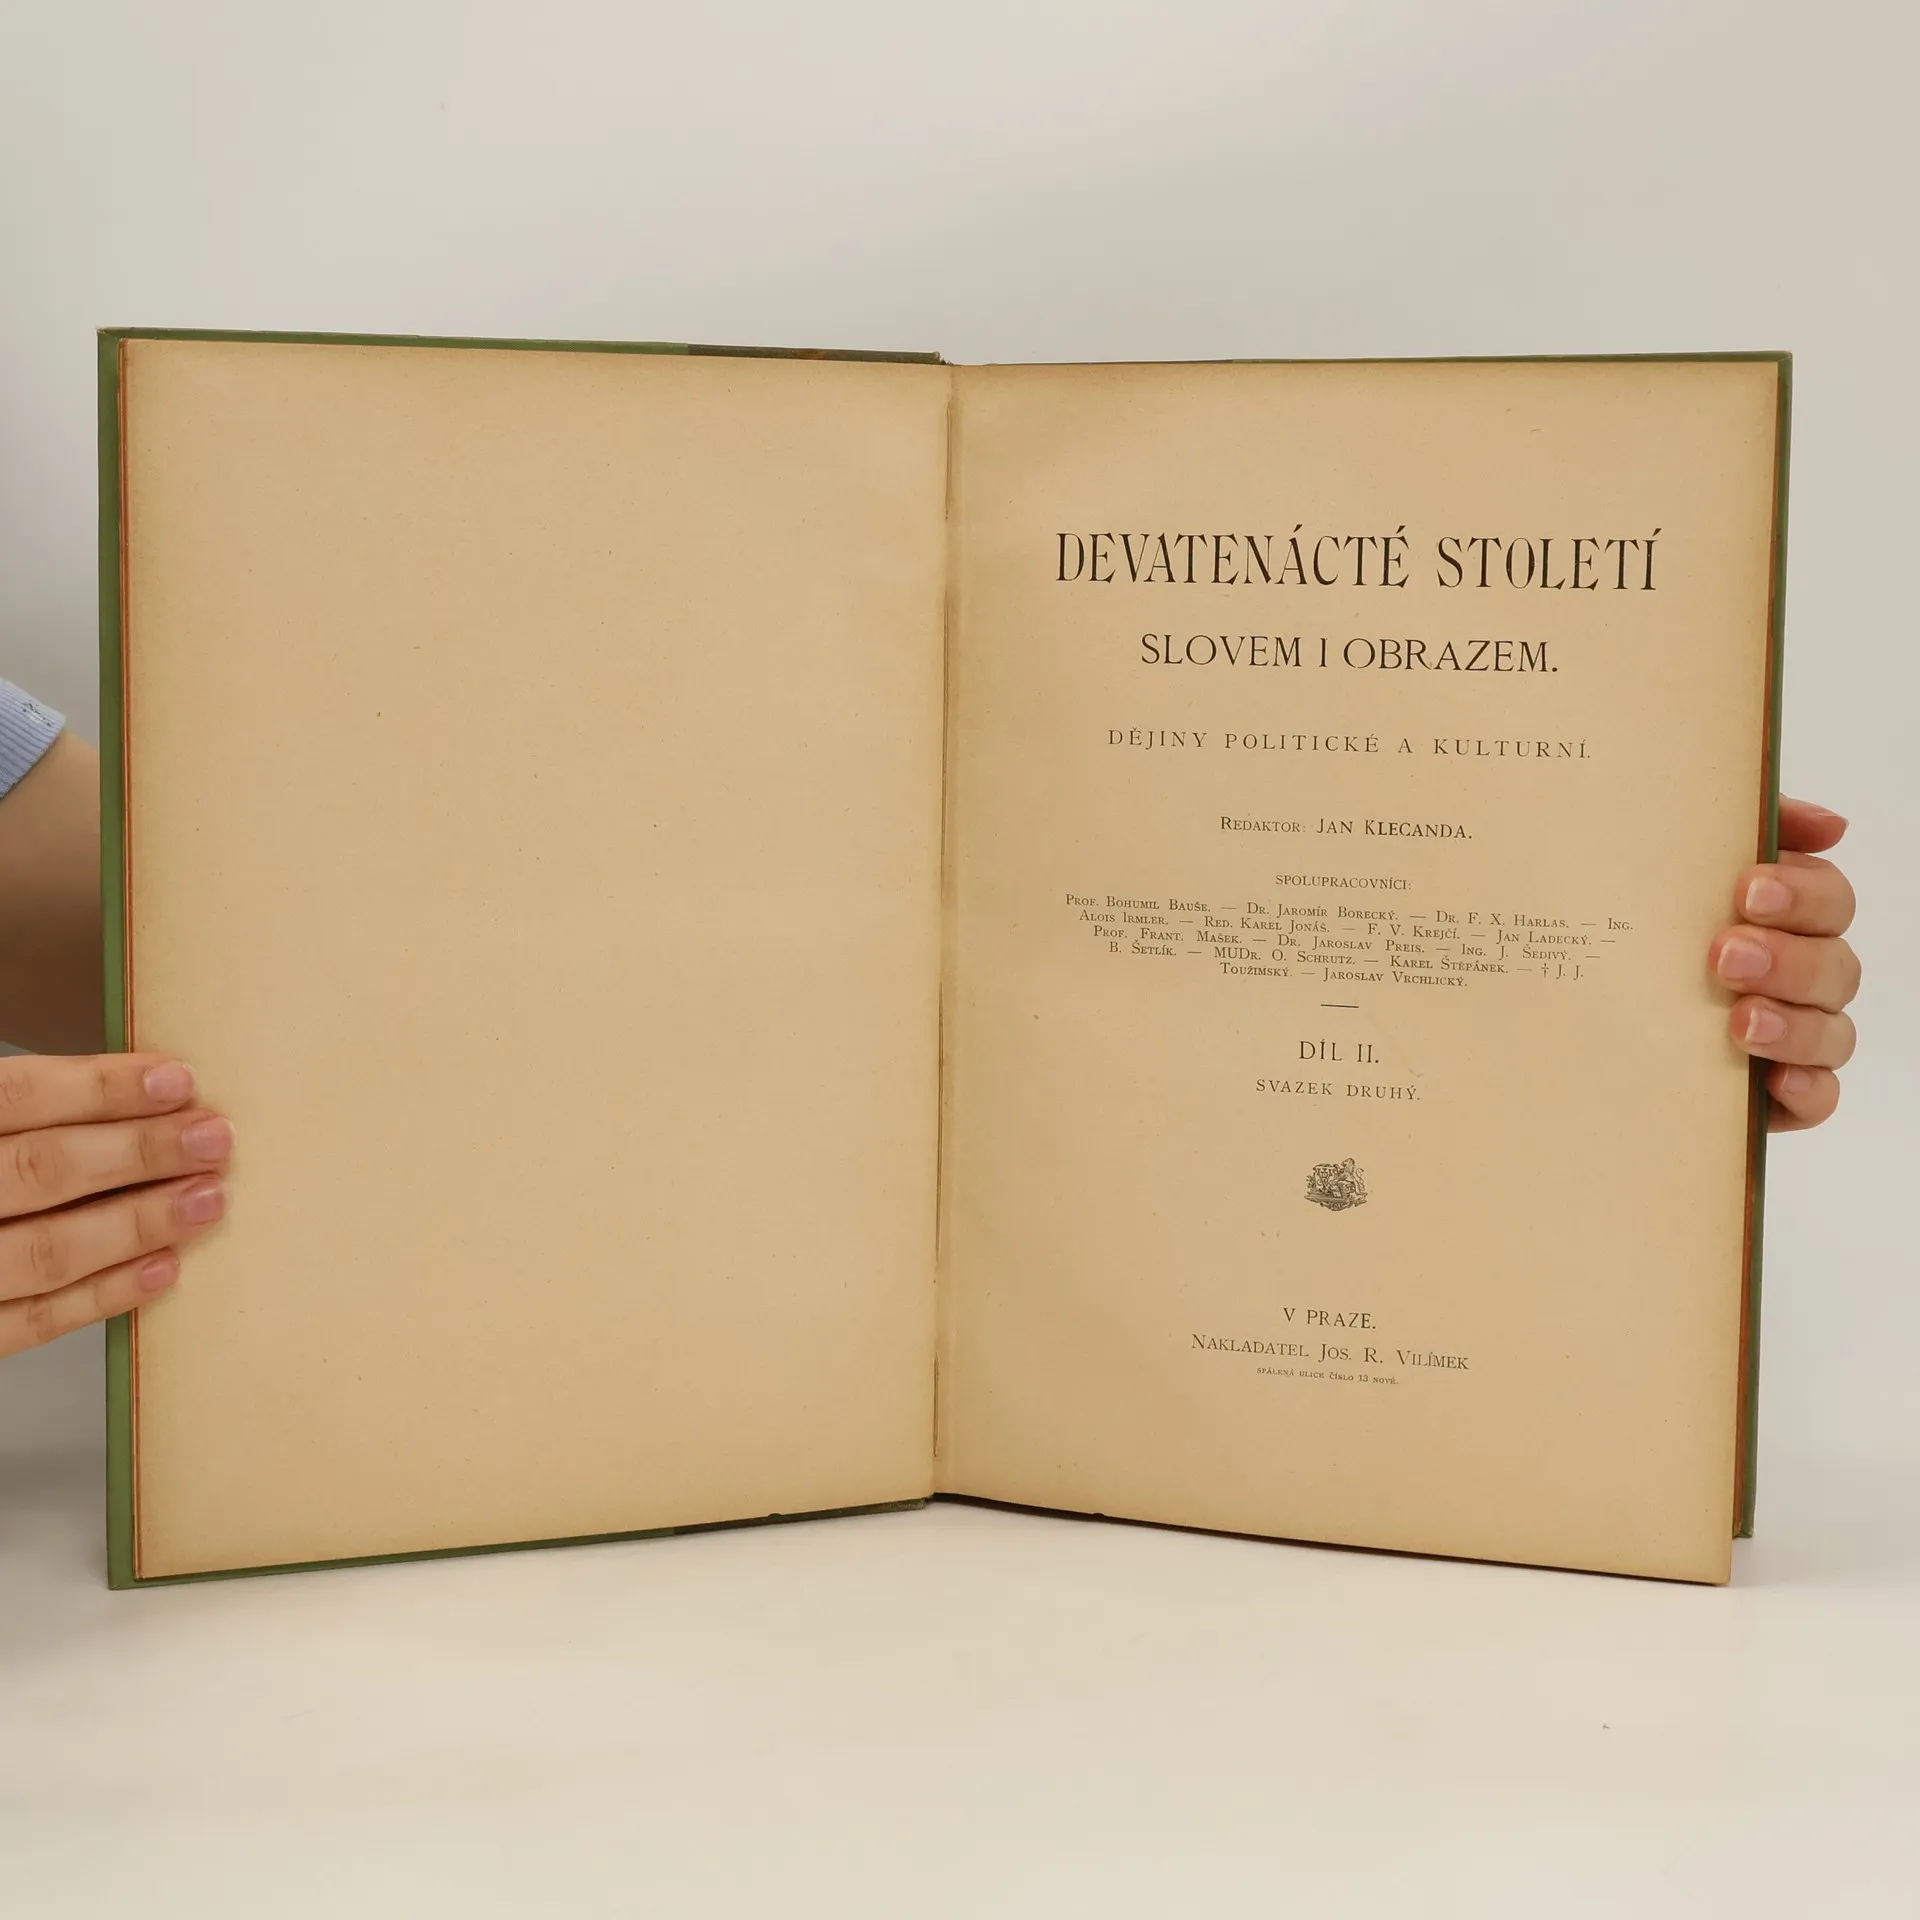 DEVATENÁCTÉ STOLETÍ
SLOVEM I OBRAZEM.
DĚJINY POLITICKÉ A KULTURNÍ.
REDAKTOR: JAN KLECANDA.
SPOLUPRACOVNÍCI:
PROF. BOHUMIL BAUŠE. — DR. JAROMÍR BORECKÝ. — DR. F. X. HARLAS. — ING.
ALOIS IRMLER. — RED. KAREL JONÁŠ. — F. V. KREJČÍ. — JAN LADECKÝ. —
PROF. FRANT. MAŠEK. — DR. JAROSLAV PREIS. — ING. J. ŠEDIVÝ. —
B. ŠETLÍK. — MUDR. O. SCHRUTZ. — KAREL ŠTĚPÁNEK. — † J. J.
TOUŽIMSKÝ. — JAROSLAV VRCHLICKÝ.
DÍL II.
SVAZEK DRUHÝ.
V PRAZE.
NAKLADATEL JOS. R. VILÍMEK
SPÁLENÁ ULICE ČÍSLO 13 NOVÉ.